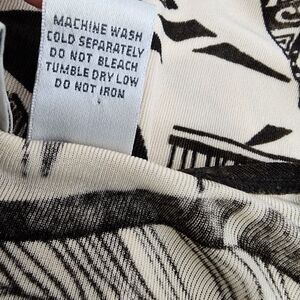 MACHINE WASH
COLD SEPARATELY
DO NOT BLEACH
TUMBLE DRY LOW
DO NOT IRON